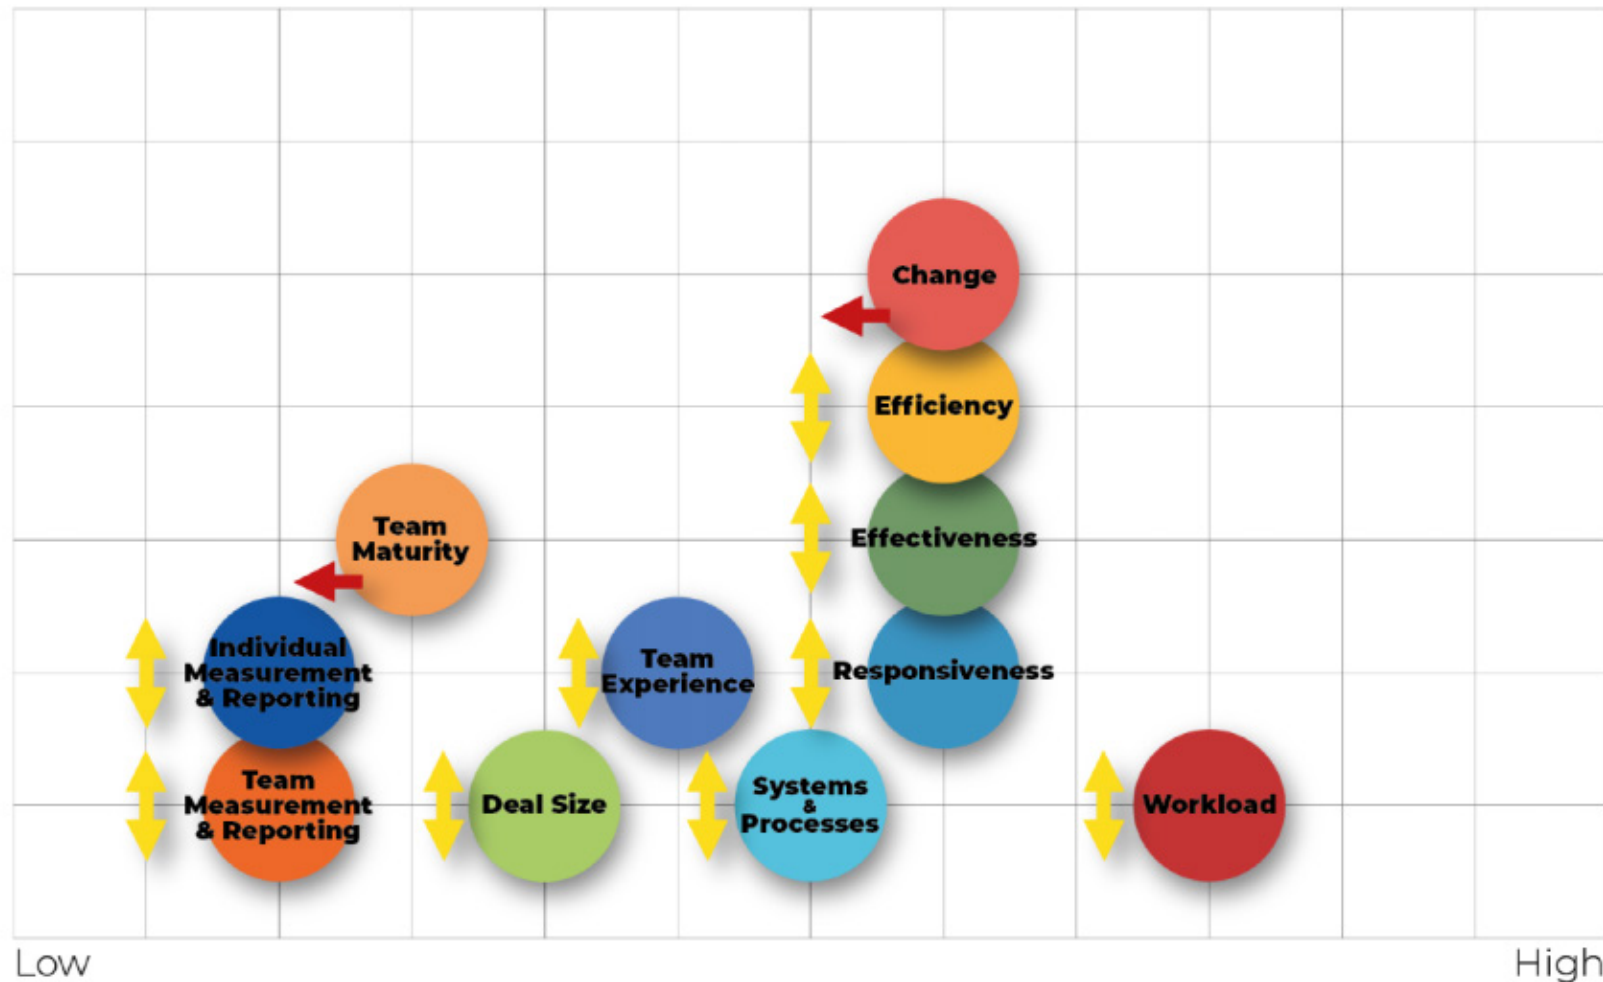 Change
Efficiency
Effectiveness
Team
Maturity
Individual
Measurement
& Reporting
Team
Experience
Responsiveness
Team
Measurement
& Reporting
Deal Size
Systems
&
Processes
Workload
Low
High